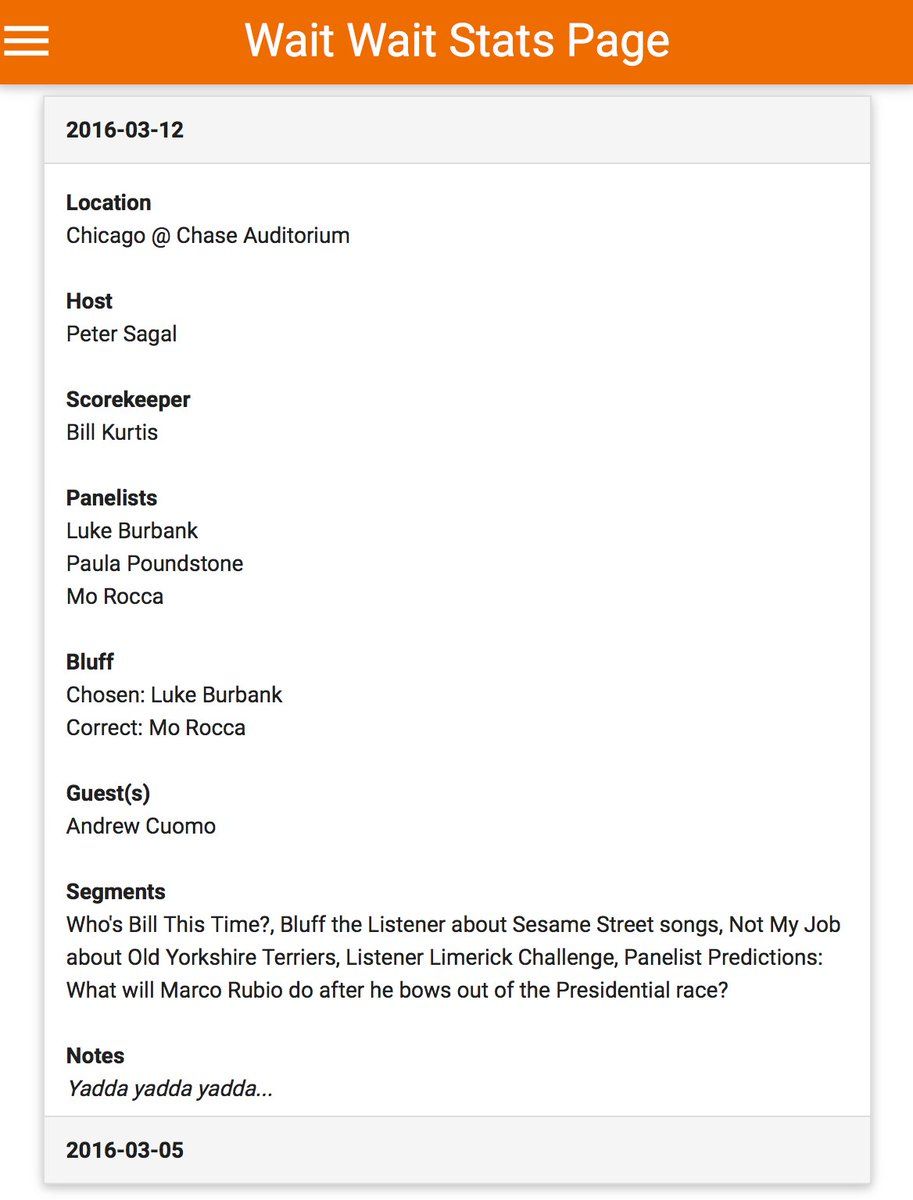 Wait Wait Stats Page
2016-03-12
Location
Chicago @ Chase Auditorium
Host
Peter Sagal
Scorekeeper
Bill Kurtis
Panelists
Luke Burbank
Paula Poundstone
Mo Rocca
Bluff
Chosen: Luke Burbank
Correct: Mo Rocca
Guest(s)
Andrew Cuomo
Segments
Who's Bill This Time?, Bluff the Listener about Sesame Street songs, Not My Job
about Old Yorkshire Terriers, Listener Limerick Challenge, Panelist Predictions:
What will Marco Rubio do after he bows out of the Presidential race?
Notes
Yadda yadda yadda...
2016-03-05